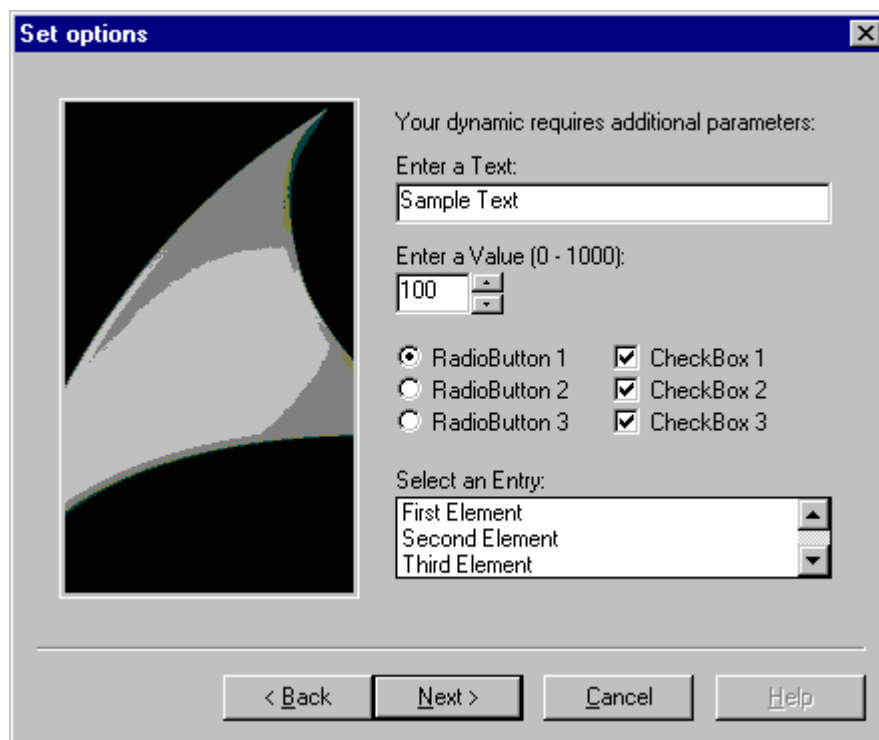 Set options
Your dynamic requires additional parameters:
Enter a Text:
Sample Text
Enter a Value (0 - 1000):
100
RadioButton 1 CheckBox 1
RadioButton 2 CheckBox 2
RadioButton 3 CheckBox 3
Select an Entry:
First Element
Second Element
Third Element
< Back Next > Cancel Help